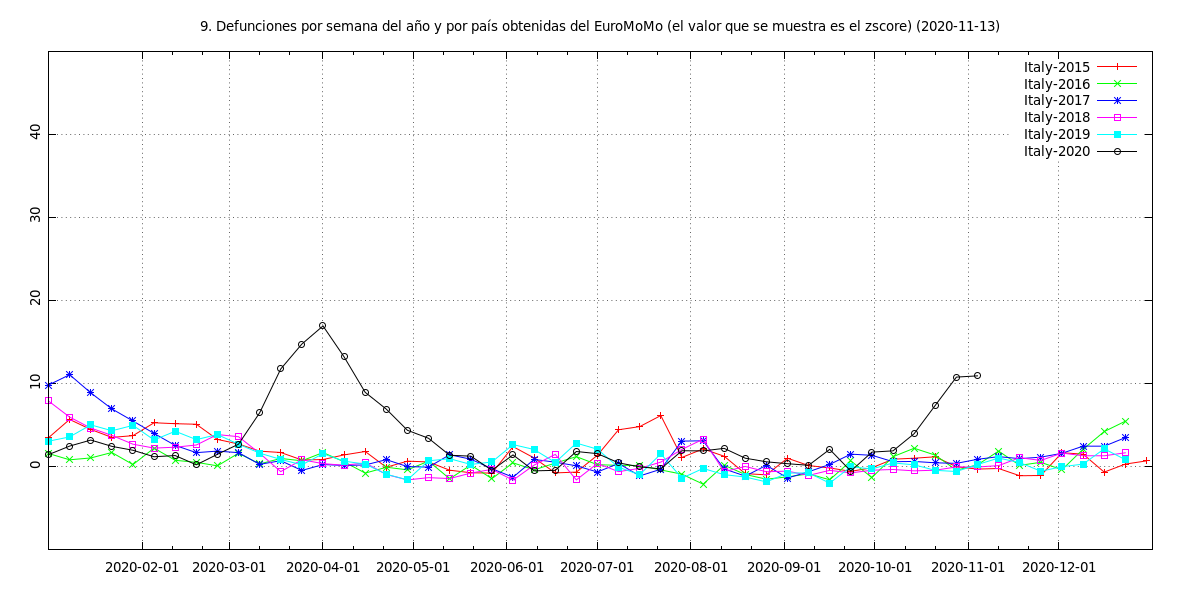 9. Defunciones por semana del año y por país obtenidas del EuroMoMo (el valor que se muestra es el zscore) (2020-11-13)
Italy-2015
Italy-2016
Italy-2017
Italy-2018
Italy-2019
Italy-2020
40
30
20
10
0
2020-02-01 2020-03-01 2020-04-01 2020-05-01 2020-06-01 2020-07-01 2020-08-01 2020-09-01 2020-10-01 2020-11-01 2020-12-01